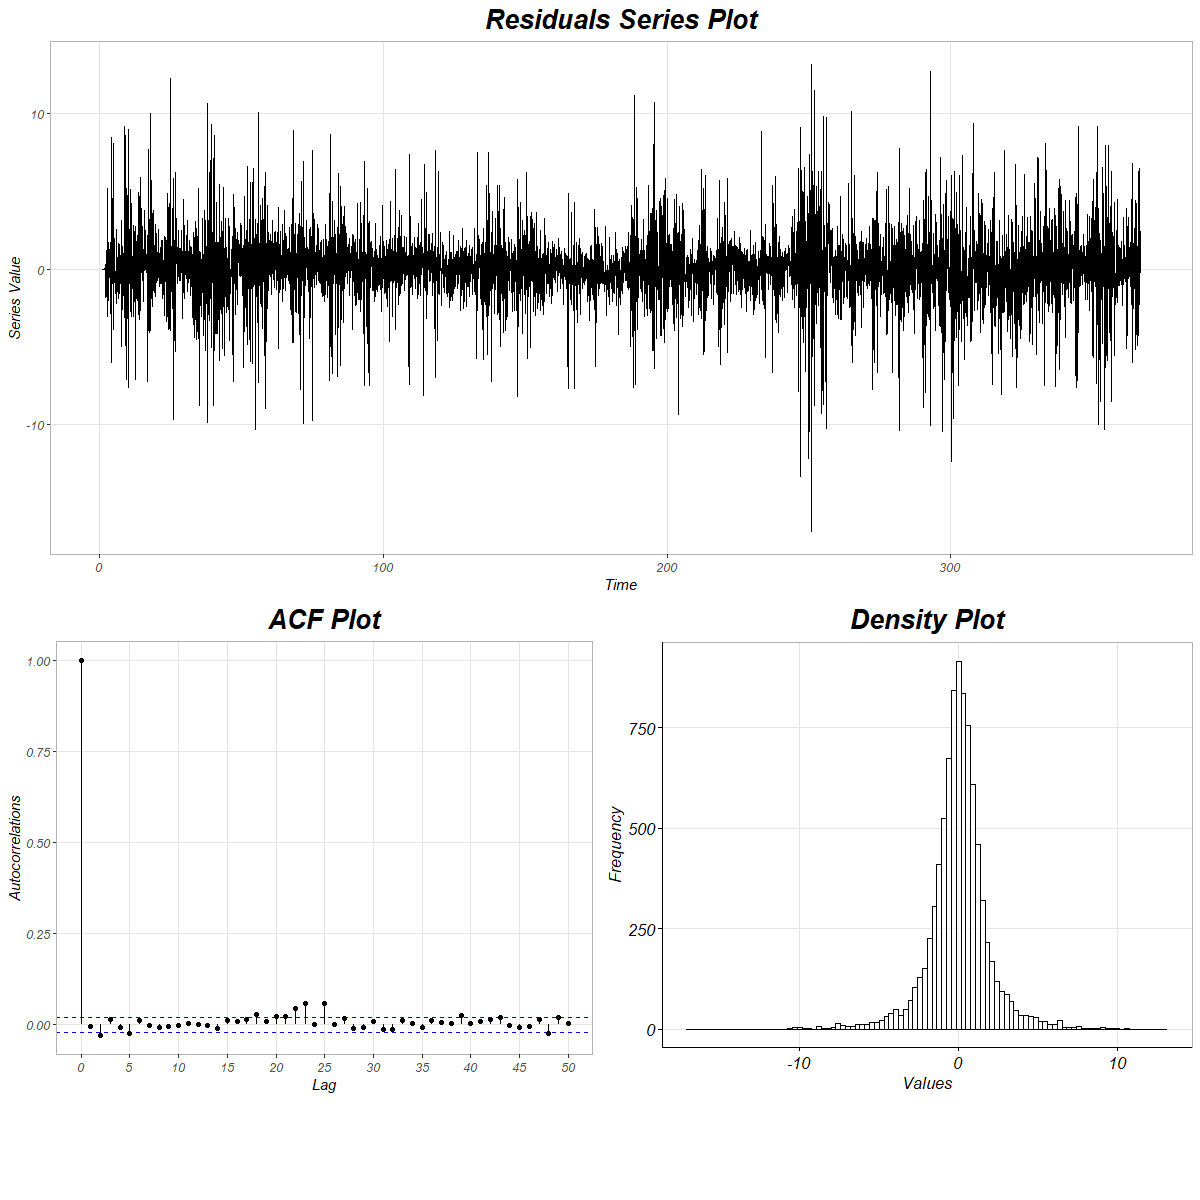 Residuals Series Plot
10
0
-10
Series Value
0 100 200 300
Time
ACF Plot
1.00
0.75
0.50
0.25
0.00
Autocorrelations
0 5 10 15 20 25 30 35 40 45 50
Lag
Density Plot
750
500
250
0
Frequency
-10 0 10
Values